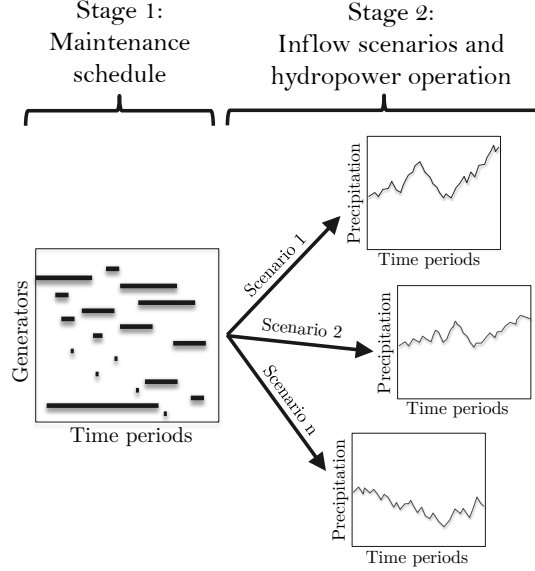 Stage 1:
Maintenance
schedule
Stage 2:
Inflow scenarios and
hydropower operation
Generators
Time periods
Scenario 1
Scenario 2
Scenario n
Precipitation
Time periods
Precipitation
Time periods
Precipitation
Time periods